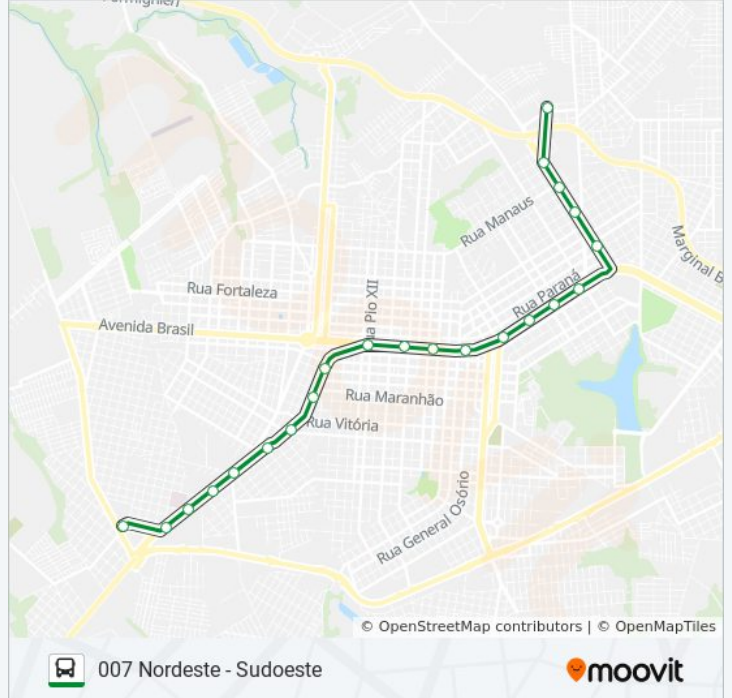 Rua Manaus
Marginal B
Rua Paraná
Rua Fortaleza
a Pio XII
Avenida Brasil
Rua Maranhão
Rua Vitória
Rua General Osório
© OpenStreetMap contributors | © OpenMapTiles
007 Nordeste - Sudoeste
moovit